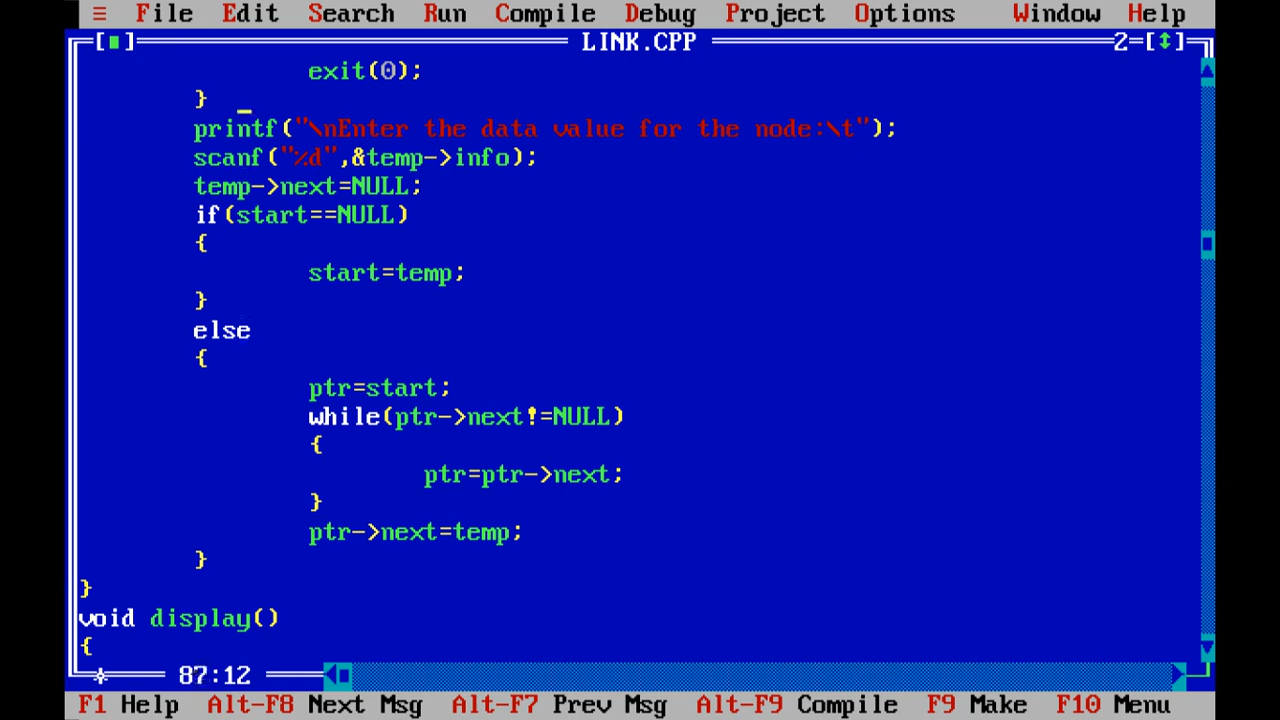 ≡ File Edit Search Run Compile Debug Project Options Window Help
[■] LINK.CPP 2=[↕]
exit(0);
}
printf("\nEnter the data value for the node:\t");
scanf("%d",&temp->info);
temp->next=NULL;
if(start==NULL)
{
start=temp;
}
else
{
ptr=start;
while(ptr->next!=NULL)
{
ptr=ptr->next;
}
ptr->next=temp;
}
}
void display()
{
87:12
F1 Help Alt-F8 Next Msg Alt-F7 Prev Msg Alt-F9 Compile F9 Make F10 Menu